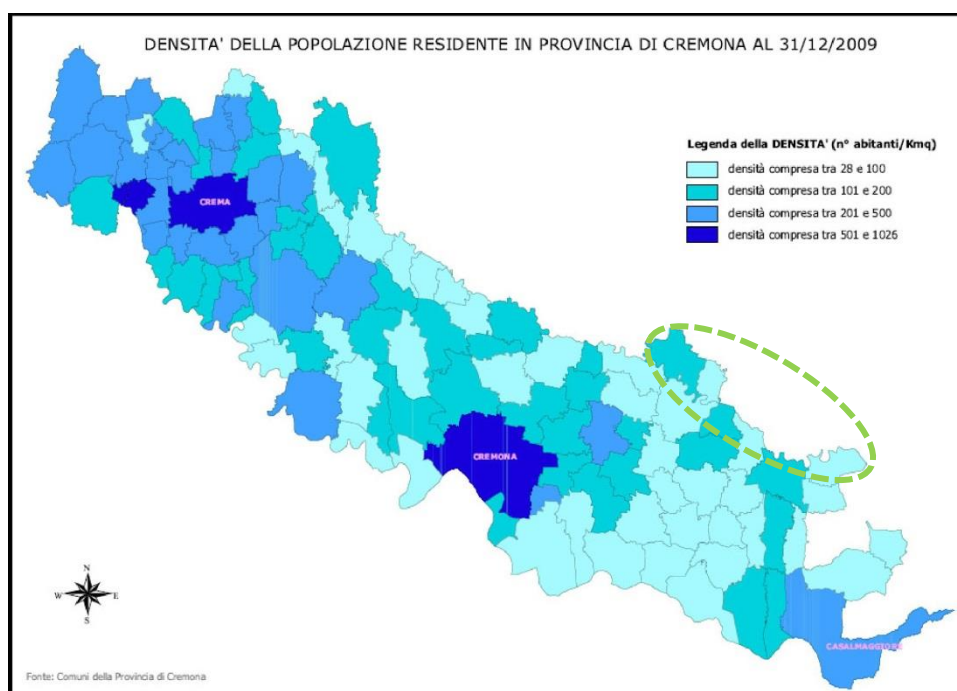 DENSITA' DELLA POPOLAZIONE RESIDENTE IN PROVINCIA DI CREMONA AL 31/12/2009
Legenda della DENSITA' (n° abitanti/Kmq)
densità compresa tra 28 e 100
densità compresa tra 101 e 200
densità compresa tra 201 e 500
densità compresa tra 501 e 1026
CREMA
CREMONA
N
W E
S
CASALMAGGIORE
Fonte: Comuni della Provincia di Cremona